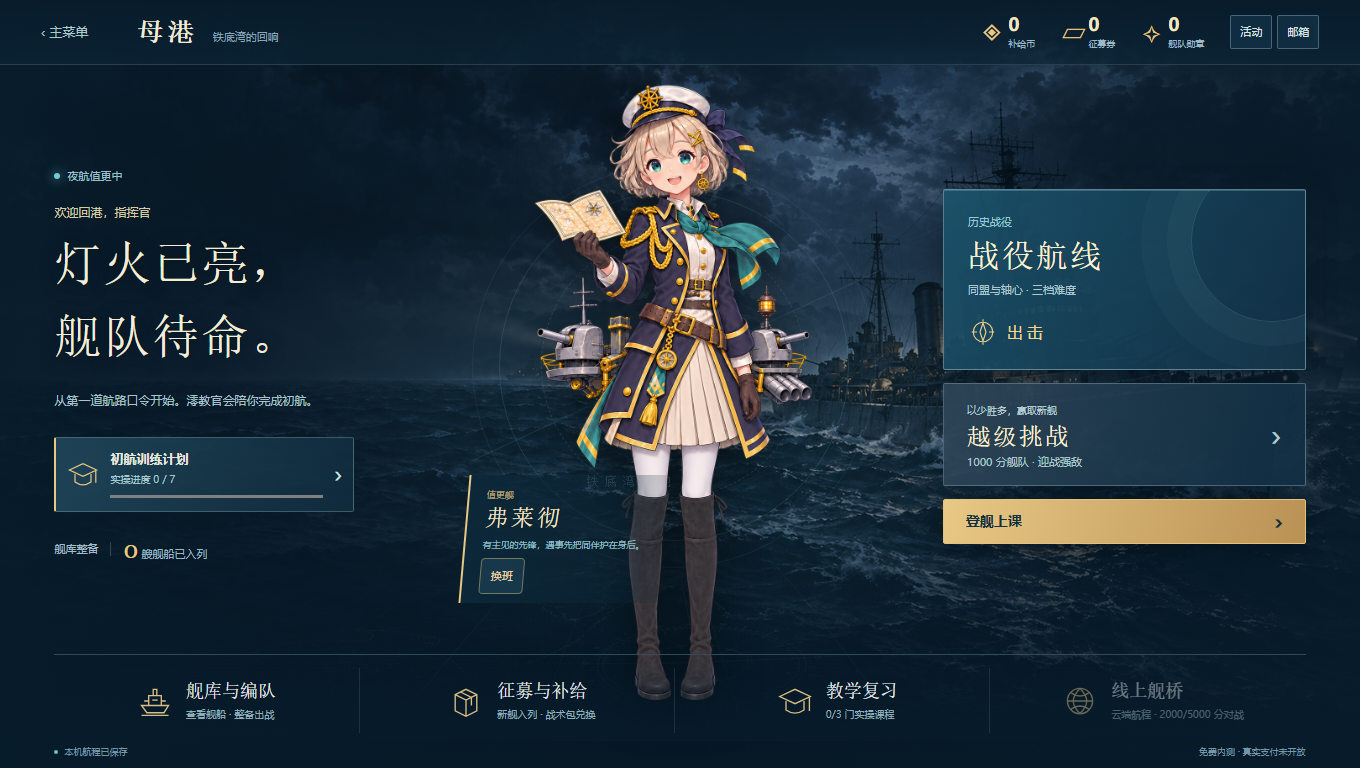 ‹ 主菜单
母港
铁底湾的回响
0
补给币
0
征募券
0
舰队勋章
活动
邮箱
夜航值更中
欢迎回港，指挥官
灯火已亮，
舰队待命。
从第一道航路口令开始。澪教官会陪你完成初航。
初航训练计划
实操进度 0 / 7
舰库整备
0 艘舰船已入列
铁底湾
值更舰
弗莱彻
有主见的先锋，遇事先把同伴护在身后。
换班
历史战役
战役航线
同盟与轴心 · 三档难度
出击
以少胜多，赢取新舰
越级挑战
1000 分舰队 · 迎战强敌
登舰上课
舰库与编队
查看舰船 · 整备出战
征募与补给
新舰入列 · 战术包兑换
教学复习
0/3 门实操课程
线上舰桥
云端航程 · 2000/5000 分对战
本机航程已保存
免费内测 · 真实支付未开放